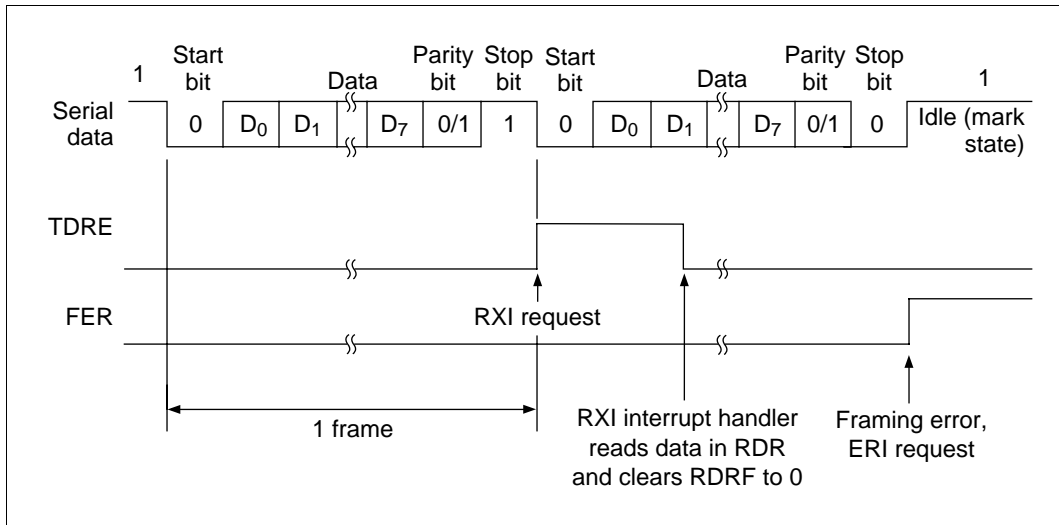 Start bit
Parity bit
Stop bit
Start bit
Parity bit
Stop bit
1
Data
Data
1
Serial data
0
D0
D1
D7
0/1
1
0
D0
D1
D7
0/1
0
Idle (mark state)
TDRE
RXI request
FER
1 frame
RXI interrupt handler
reads data in RDR
and clears RDRF to 0
Framing error,
ERI request